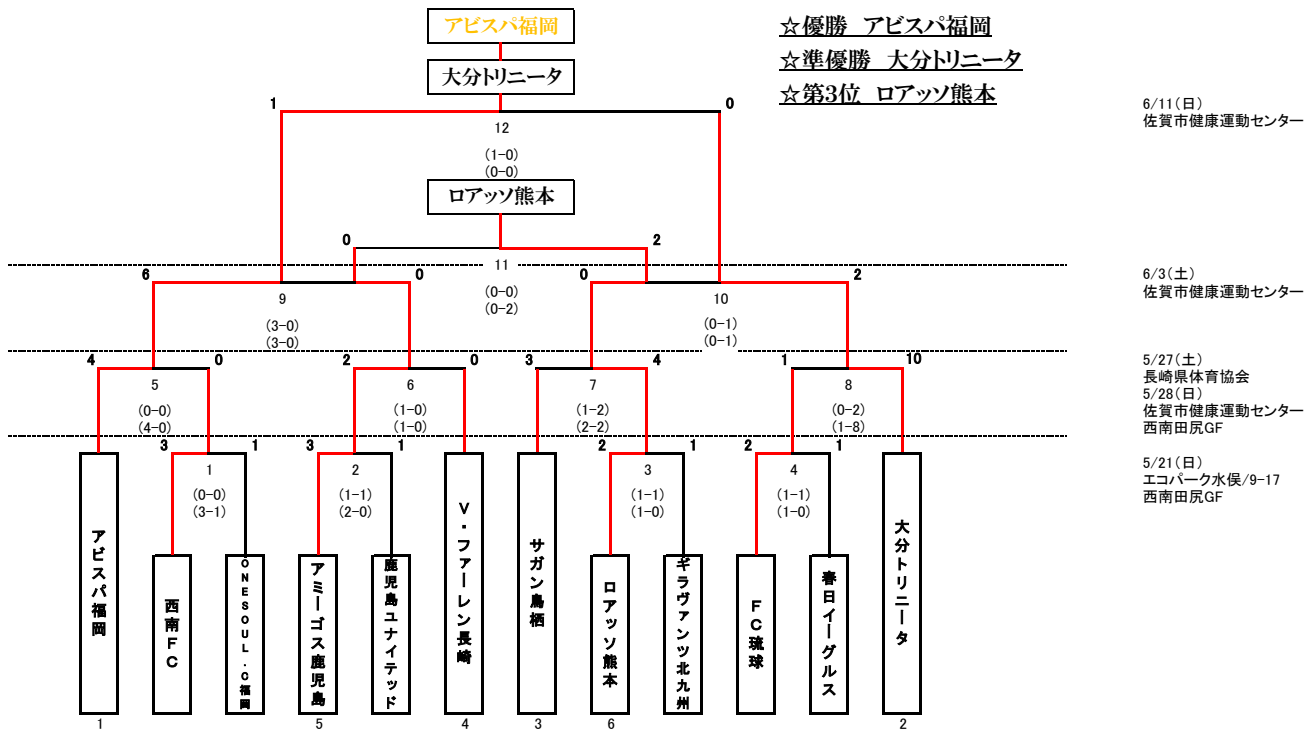 アビスパ福岡
☆優勝 アビスパ福岡
大分トリニータ
☆準優勝 大分トリニータ
☆第3位 ロアッソ熊本
1
0
6/11(日)
佐賀市健康運動センター
12
(1-0)
(0-0)
ロアッソ熊本
0
2
11
(0-0)
(0-2)
6
0
0
2
6/3(土)
佐賀市健康運動センター
9
(3-0)
(3-0)
10
(0-1)
(0-1)
4
0
2
0
3
4
1
10
5/27(土)
長崎県体育協会
5/28(日)
佐賀市健康運動センター
西南田尻GF
5
(0-0)
(4-0)
6
(1-0)
(1-0)
7
(1-2)
(2-2)
8
(0-2)
(1-8)
3
1
3
1
2
1
2
1
5/21(日)
エコパーク水俣/9-17
西南田尻GF
1
(0-0)
(3-1)
2
(1-1)
(2-0)
3
(1-1)
(1-0)
4
(1-1)
(1-0)
アビスパ福岡
西南FC
ONESOUL.C福岡
アミーゴス鹿児島
鹿児島ユナイテッド
V・ファーレン長崎
サガン鳥栖
ロアッソ熊本
ギラヴァンツ北九州
FC琉球
春日イーグルス
大分トリニータ
1
5
4
3
6
2